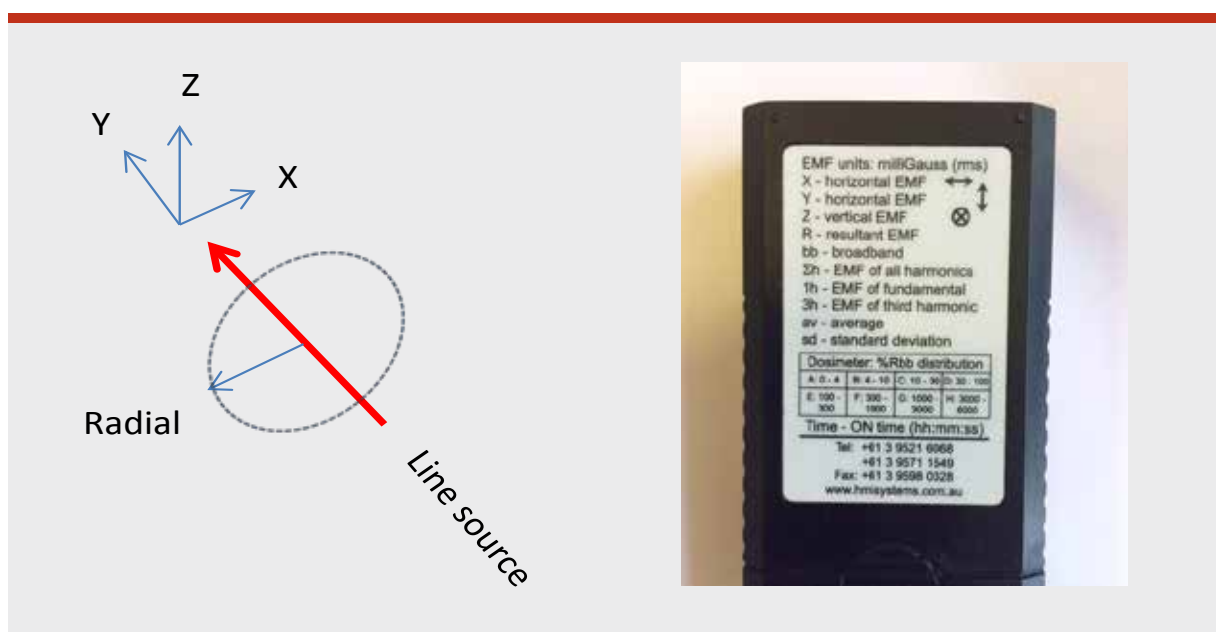 Z
Y
X
Radial
Line source
EMF units: milliGauss (rms)
X - horizontal EMF
Y - horizontal EMF
Z - vertical EMF
R - resultant EMF
bb - broadband
Σh - EMF of all harmonics
1h - EMF of fundamental
3h - EMF of third harmonic
av - average
sd - standard deviation
Dosimeter: %Rbb distribution
A: 0 - 4 B: 4 - 10 C: 10 - 30 D: 30 - 100
E: 100 - 300 F: 300 - 1000 G: 1000 - 3000 H: 3000 - 6000
Time - ON time (hh:mm:ss)
Tel: +61 3 9521 6968
+61 3 9571 1549
Fax: +61 3 9598 0328
www.hmisystems.com.au